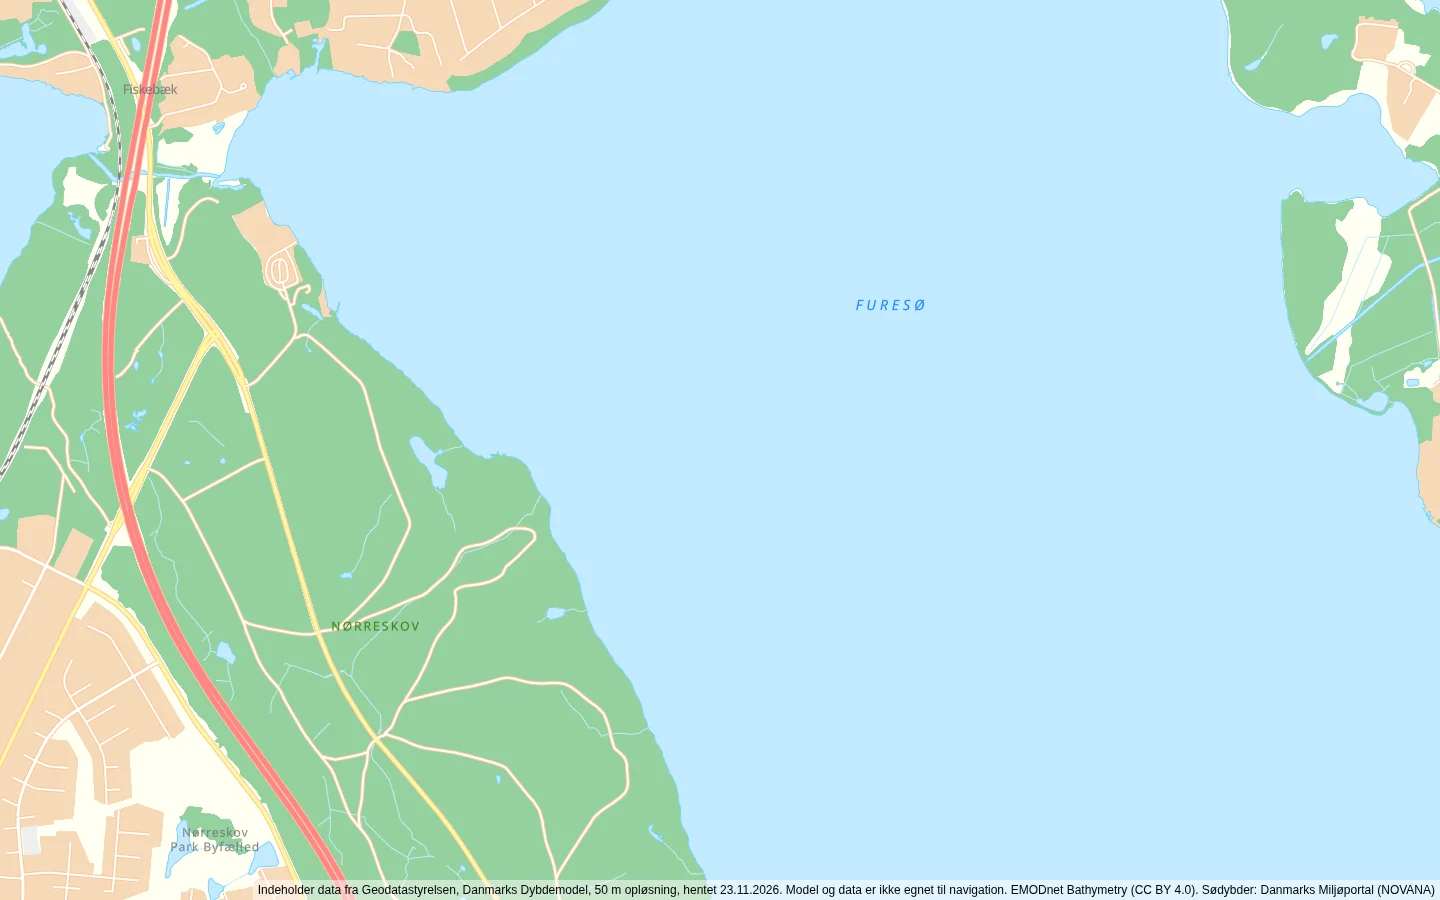 Fiskebæk
FURESØ
NØRRESKOV
Nørreskov
Park Byfælled
Indeholder data fra Geodatastyrelsen, Danmarks Dybdemodel, 50 m opløsning, hentet 23.11.2026. Model og data er ikke egnet til navigation. EMODnet Bathymetry (CC BY 4.0). Sødybder: Danmarks Miljøportal (NOVANA)